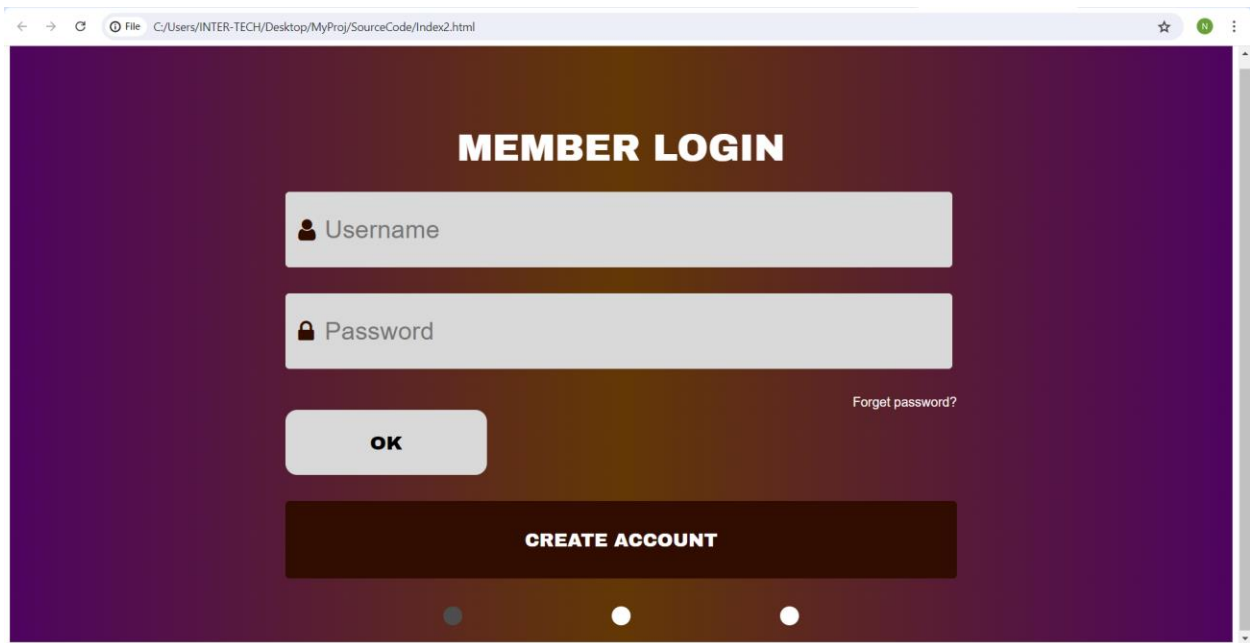 File C:/Users/INTER-TECH/Desktop/MyProj/SourceCode/Index2.html
N
MEMBER LOGIN
Username
Password
Forget password?
OK
CREATE ACCOUNT